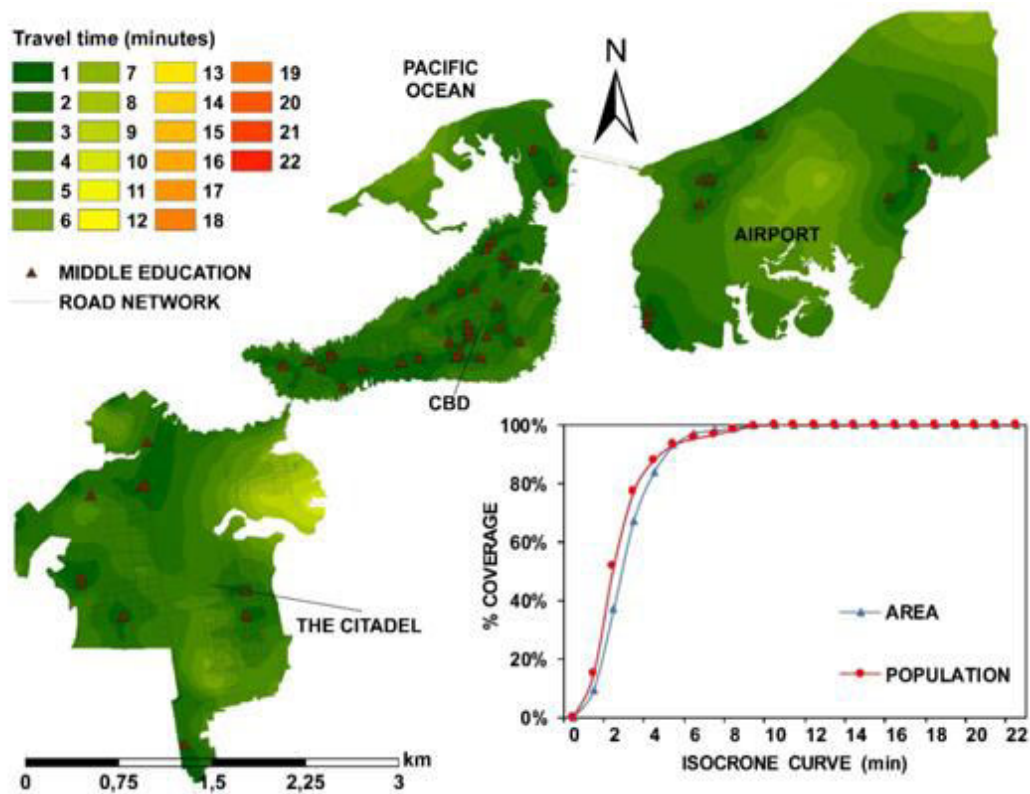 Travel time (minutes)
1 7 13 19
2 8 14 20
3 9 15 21
4 10 16 22
5 11 17
6 12 18
MIDDLE EDUCATION
ROAD NETWORK
PACIFIC
OCEAN
N
AIRPORT
CBD
THE CITADEL
km
0 0,75 1,5 2,25 3
100%
80%
60%
40%
20%
0%
% COVERAGE
AREA
POPULATION
0 2 4 6 8 10 12 14 16 18 20 22
ISOCRONE CURVE (min)